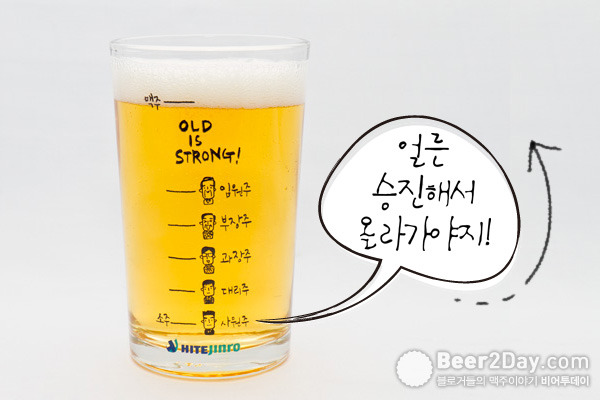 맥주
OLD
IS
STRONG!
임원주
부장주
과장주
대리주
소주
사원주
HITEJINRO
얼른
승진해서
올라가야지!
Beer2Day.com
블로거들의 맥주이야기 비어투데이